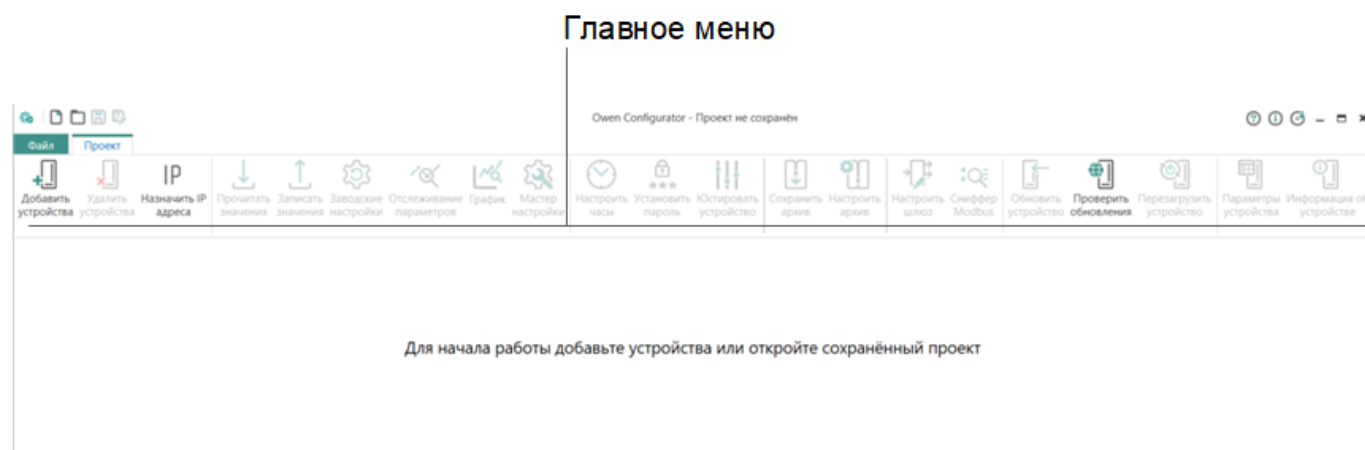 Главное меню
Owen Configurator - Проект не сохранён
Файл Проект
Добавить устройства
Удалить устройства
Назначить IP адреса
Прочитать значения
Записать значения
Заводские настройки
Отслеживание параметров
График
Мастер настройки
Настроить часы
Установить пароль
Юстировать устройство
Сохранить архив
Настроить архив
Настроить шлюз
Сниффер Modbus
Обновить устройство
Проверить обновления
Перезагрузить устройство
Параметры устройства
Информация об устройстве
Для начала работы добавьте устройства или откройте сохранённый проект